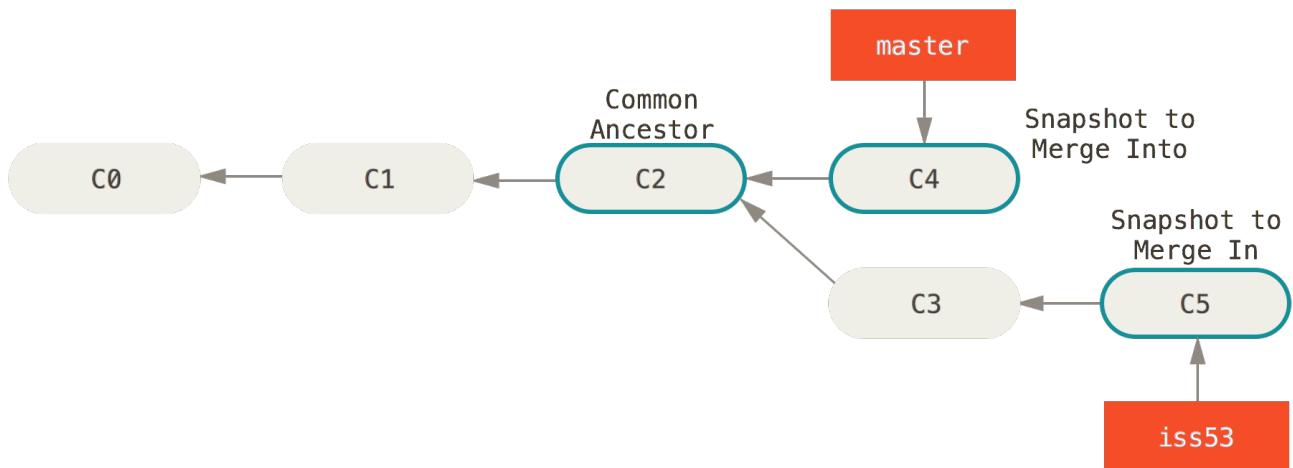 master
Common
Ancestor
Snapshot to
Merge Into
C0
C1
C2
C4
Snapshot to
Merge In
C3
C5
iss53